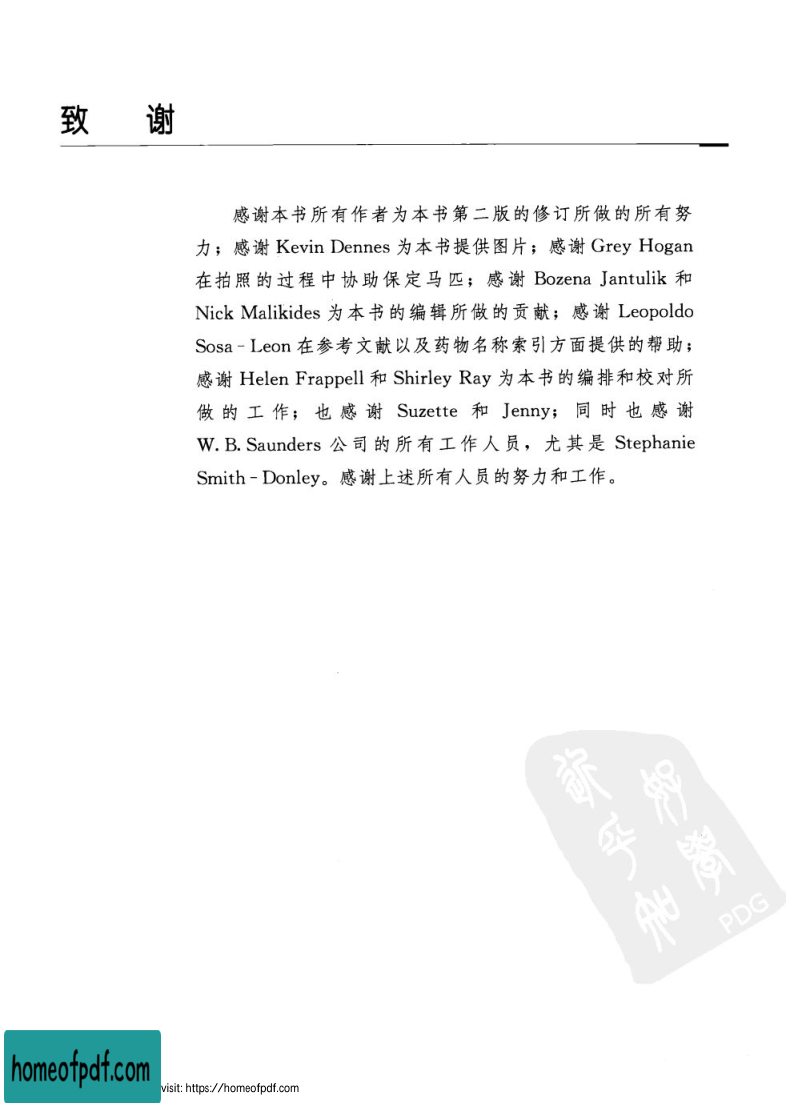 致 谢
感谢本书所有作者为本书第二版的修订所做的所有努
力；感谢 Kevin Dennes 为本书提供图片；感谢 Grey Hogan
在拍照的过程中协助保定马匹；感谢 Bozena Jantulik 和
Nick Malikides 为本书的编辑所做的贡献；感谢 Leopoldo
Sosa-Leon 在参考文献以及药物名称索引方面提供的帮助；
感谢 Helen Frappell 和 Shirley Ray 为本书的编排和校对所
做的工作；也感谢 Suzette 和 Jenny；同时也感谢
W. B. Saunders 公司的所有工作人员，尤其是 Stephanie
Smith-Donley。感谢上述所有人员的努力和工作。
好学
PDG
homeofpdf.com
visit: https://homeofpdf.com